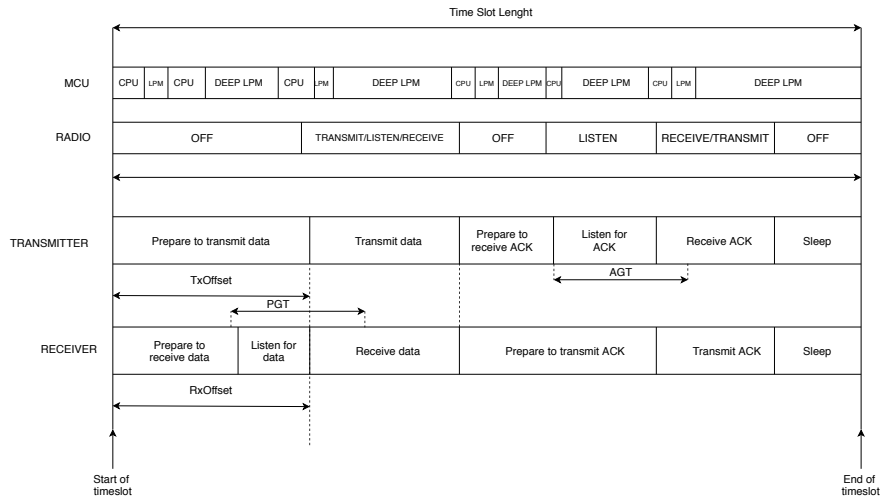 Time Slot Lenght
MCU
CPU LPM CPU DEEP LPM CPU LPM DEEP LPM CPU LPM DEEP LPM CPU DEEP LPM CPU LPM DEEP LPM
RADIO
OFF TRANSMIT/LISTEN/RECEIVE OFF LISTEN RECEIVE/TRANSMIT OFF
TRANSMITTER
Prepare to transmit data
Transmit data
Prepare to
receive ACK
Listen for
ACK
Receive ACK
Sleep
TxOffset
AGT
PGT
RECEIVER
Prepare to
receive data
Listen for
data
Receive data
Prepare to transmit ACK
Transmit ACK
Sleep
RxOffset
Start of
timeslot
End of
timeslot